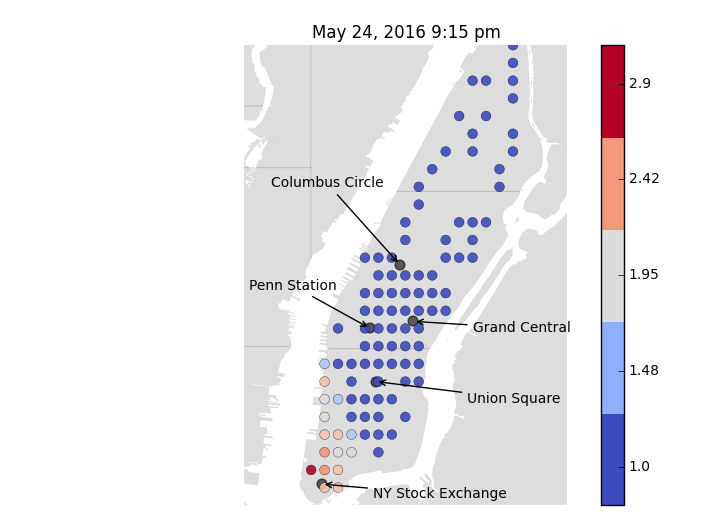 May 24, 2016 9:15 pm
2.9
Columbus Circle
2.42
Penn Station
1.95
Grand Central
1.48
Union Square
1.0
NY Stock Exchange